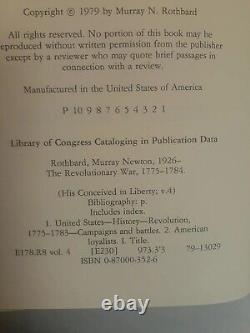 Copyright © 1979 by Murray N. Rothbard
All rights reserved. No portion of this book may be
reproduced without written permission from the publisher
except by a reviewer who may quote brief passages in
connection with a review.
Manufactured in the United States of America
P 10 9 8 7 6 5 4 3 2 1
Library of Congress Cataloging in Publication Data
Rothbard, Murray Newton, 1926–
The Revolutionary War, 1775–1784.
(His Conceived in Liberty; v.4)
Bibliography: p.
Includes index.
1. United States—History—Revolution,
1775–1783—Campaigns and battles. 2. American
loyalists. I. Title.
E178.R8 vol. 4 [E230] 973.3 79-13029
ISBN 0-87000-352-6
thumbtra.com